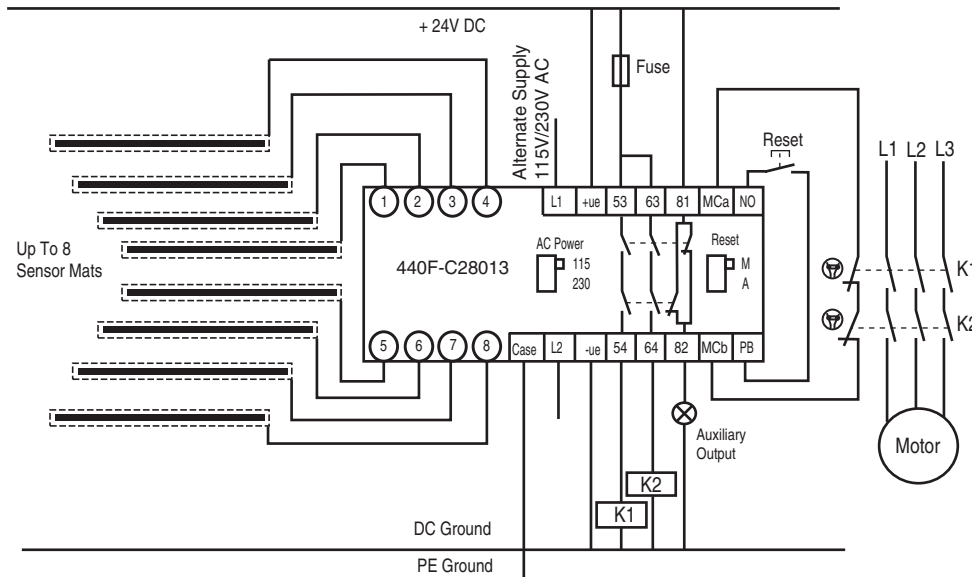 + 24V DC
Alternate Supply
115V/230V AC
Fuse
Reset
L1 L2 L3
1 2 3 4
L1 +ue 53 63 81 MCa NO
Up To 8
Sensor Mats
440F-C28013
AC Power
115
230
Reset
M
A
K1
K2
5 6 7 8
Case L2 -ue 54 64 82 MCb PB
Auxiliary
Output
Motor
K2
K1
DC Ground
PE Ground